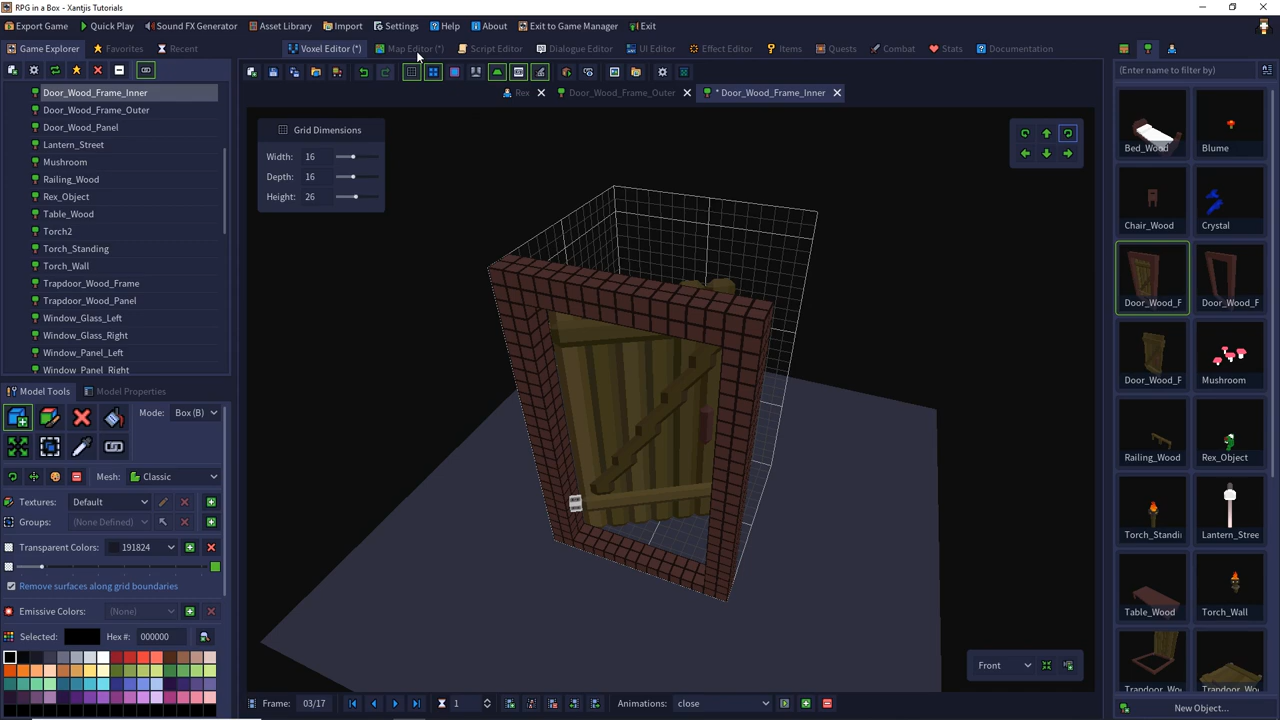 RPG in a Box — Xantjis Tutorials
Export Game
Quick Play
Sound FX Generator
Asset Library
Import
Settings
Help
About
Exit to Game Manager
Exit
Game Explorer
Favorites
Recent
Voxel Editor (*)
Map Editor (*)
Script Editor
Dialogue Editor
UI Editor
Effect Editor
Items
Quests
Combat
Stats
Documentation
Rex
Door_Wood_Frame_Outer
* Door_Wood_Frame_Inner
Door_Wood_Frame_Inner
Door_Wood_Frame_Outer
Door_Wood_Panel
Lantern_Street
Mushroom
Railing_Wood
Rex_Object
Table_Wood
Torch2
Torch_Standing
Torch_Wall
Trapdoor_Wood_Frame
Trapdoor_Wood_Panel
Window_Glass_Left
Window_Glass_Right
Window_Panel_Left
Window_Panel_Right
Grid Dimensions
Width: 16
Depth: 16
Height: 26
Model Tools
Model Properties
Mode: Box (B)
Mesh: Classic
Textures: Default
Groups: (None Defined)
Transparent Colors: 191824
Remove surfaces along grid boundaries
Emissive Colors: (None)
Selected: Hex #: 000000
Front
Frame: 03/17
1
Animations: close
(Enter name to filter by)
Bed_Wood
Blume
Chair_Wood
Crystal
Door_Wood_F
Door_Wood_F
Door_Wood_F
Mushroom
Railing_Wood
Rex_Object
Torch_Standi
Lantern_Stree
Table_Wood
Torch_Wall
Trapdoor_Woo
Trapdoor_Woo
New Object...